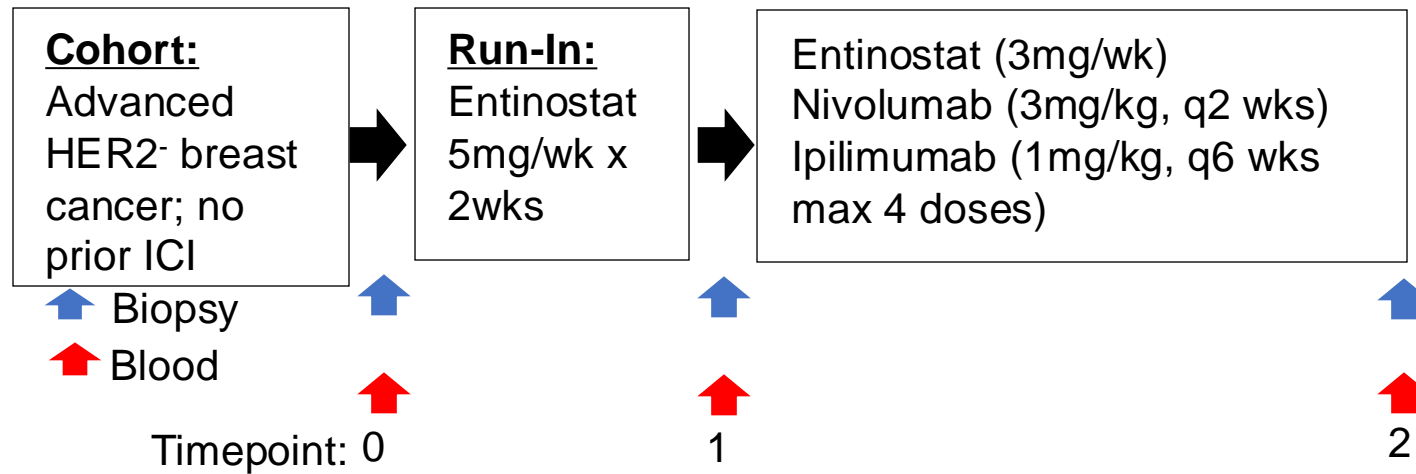 Cohort:
Advanced
HER2⁻ breast
cancer; no
prior ICI
Run-In:
Entinostat
5mg/wk x
2wks
Entinostat (3mg/wk)
Nivolumab (3mg/kg, q2 wks)
Ipilimumab (1mg/kg, q6 wks
max 4 doses)
Biopsy
Blood
Timepoint: 0 1 2